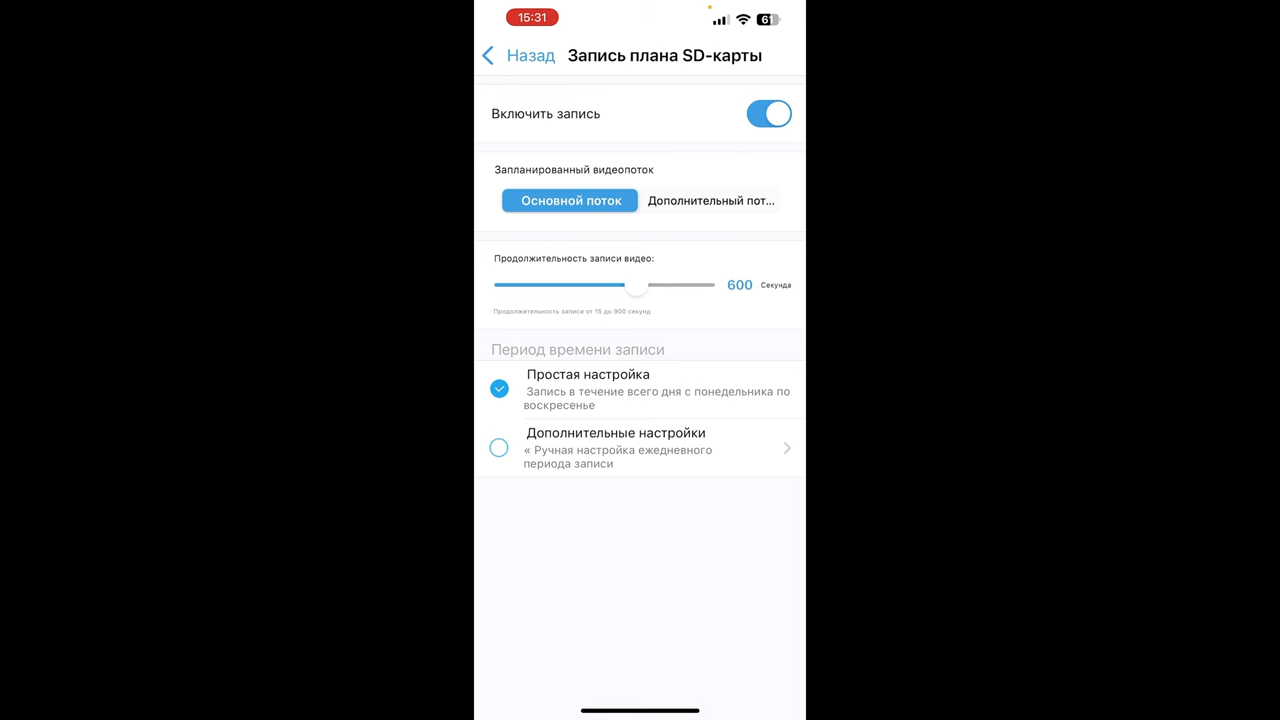 15:31
61
Назад Запись плана SD-карты
Включить запись
Запланированный видеопоток
Основной поток Дополнительный пот...
Продолжительность записи видео:
600 Секунда
Продолжительность записи от 15 до 900 секунд
Период времени записи
Простая настройка
Запись в течение всего дня с понедельника по
воскресенье
Дополнительные настройки
« Ручная настройка ежедневного
периода записи